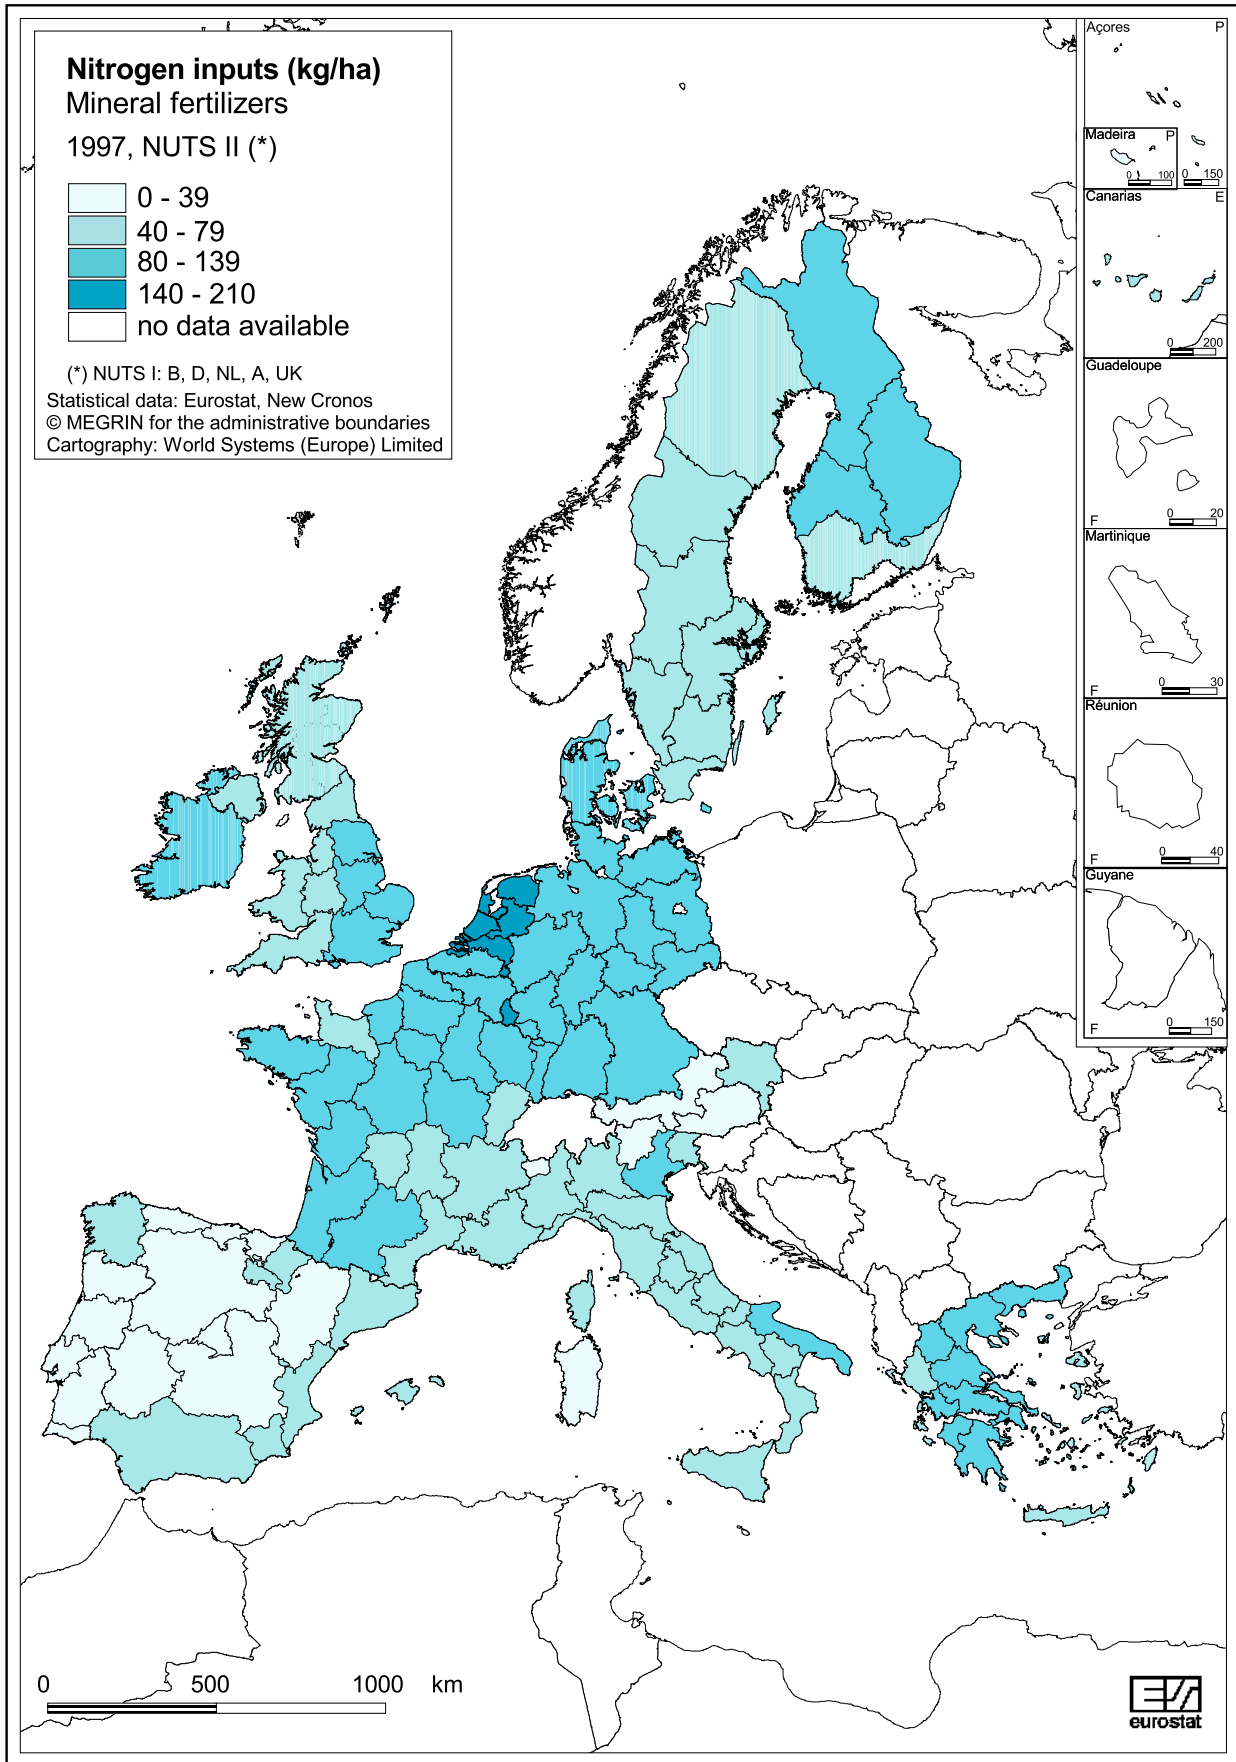 Nitrogen inputs (kg/ha)
Mineral fertilizers
1997, NUTS II (*)
0 - 39
40 - 79
80 - 139
140 - 210
no data available
(*) NUTS I: B, D, NL, A, UK
Statistical data: Eurostat, New Cronos
© MEGRIN for the administrative boundaries
Cartography: World Systems (Europe) Limited
Açores P
0 150
Madeira P
0 100
Canarias E
0 200
Guadeloupe
F 0 20
Martinique
F 0 30
Réunion
F 0 40
Guyane
F 0 150
0 500 1000 km
eurostat